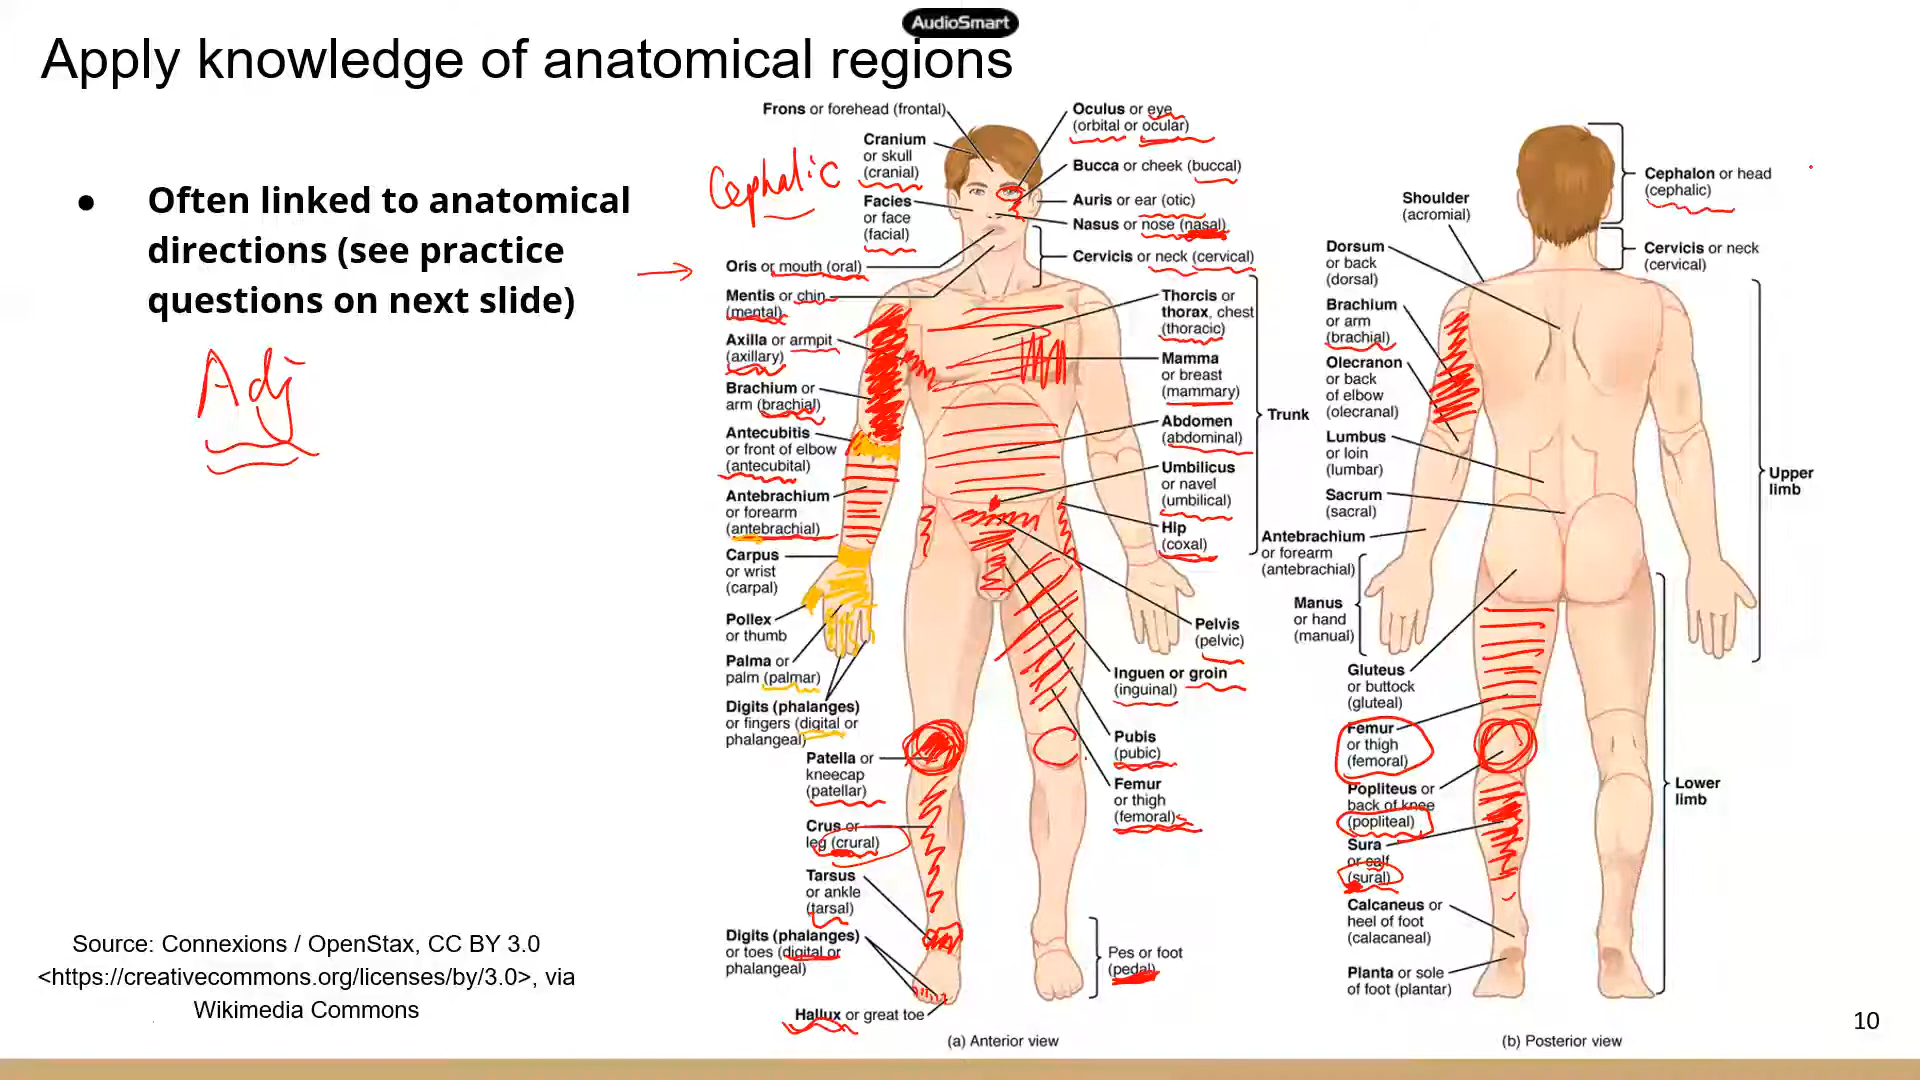 AudioSmart
Apply knowledge of anatomical regions
● Often linked to anatomical
directions (see practice
questions on next slide)
Adj
Cephalic
Frons or forehead (frontal)
Cranium
or skull
(cranial)
Facies
or face
(facial)
Oris or mouth (oral)
Mentis or chin
(mental)
Axilla or armpit
(axillary)
Brachium or
arm (brachial)
Antecubitis
or front of elbow
(antecubital)
Antebrachium
or forearm
(antebrachial)
Carpus
or wrist
(carpal)
Pollex
or thumb
Palma or
palm (palmar)
Digits (phalanges)
or fingers (digital or
phalangeal)
Patella or
kneecap
(patellar)
Crus or
leg (crural)
Tarsus
or ankle
(tarsal)
Digits (phalanges)
or toes (digital or
phalangeal)
Hallux or great toe
Oculus or eye
(orbital or ocular)
Bucca or cheek (buccal)
Auris or ear (otic)
Nasus or nose (nasal)
Cervicis or neck (cervical)
Thorcis or
thorax, chest
(thoracic)
Mamma
or breast
(mammary)
Abdomen
(abdominal)
Umbilicus
or navel
(umbilical)
Hip
(coxal)
Trunk
Pelvis
(pelvic)
Inguen or groin
(inguinal)
Pubis
(pubic)
Femur
or thigh
(femoral)
Pes or foot
(pedal)
(a) Anterior view
Shoulder
(acromial)
Dorsum
or back
(dorsal)
Brachium
or arm
(brachial)
Olecranon
or back
of elbow
(olecranal)
Lumbus
or loin
(lumbar)
Sacrum
(sacral)
Antebrachium
or forearm
(antebrachial)
Manus
or hand
(manual)
Gluteus
or buttock
(gluteal)
Femur
or thigh
(femoral)
Popliteus or
back of knee
(popliteal)
Sura
or calf
(sural)
Calcaneus or
heel of foot
(calacaneal)
Planta or sole
of foot (plantar)
Cephalon or head
(cephalic)
Cervicis or neck
(cervical)
Upper
limb
Lower
limb
(b) Posterior view
Source: Connexions / OpenStax, CC BY 3.0
<https://creativecommons.org/licenses/by/3.0>, via
Wikimedia Commons
10